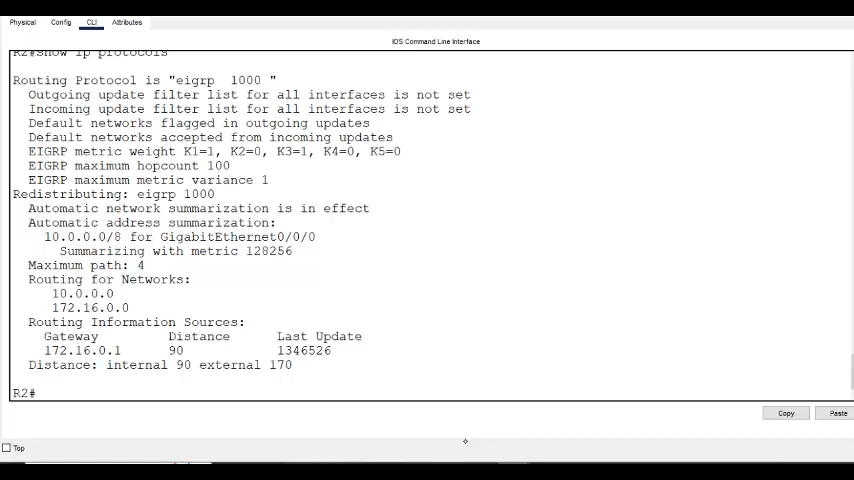 Physical Config CLI Attributes
IOS Command Line Interface
R2#show ip protocols
Routing Protocol is "eigrp  1000 "
  Outgoing update filter list for all interfaces is not set
  Incoming update filter list for all interfaces is not set
  Default networks flagged in outgoing updates
  Default networks accepted from incoming updates
  EIGRP metric weight K1=1, K2=0, K3=1, K4=0, K5=0
  EIGRP maximum hopcount 100
  EIGRP maximum metric variance 1
Redistributing: eigrp 1000
  Automatic network summarization is in effect
  Automatic address summarization:
    10.0.0.0/8 for GigabitEthernet0/0/0
      Summarizing with metric 128256
  Maximum path: 4
  Routing for Networks:
     10.0.0.0
     172.16.0.0
  Routing Information Sources:
    Gateway         Distance      Last Update
    172.16.0.1      90            1346526
  Distance: internal 90 external 170
R2#
Copy Paste
Top